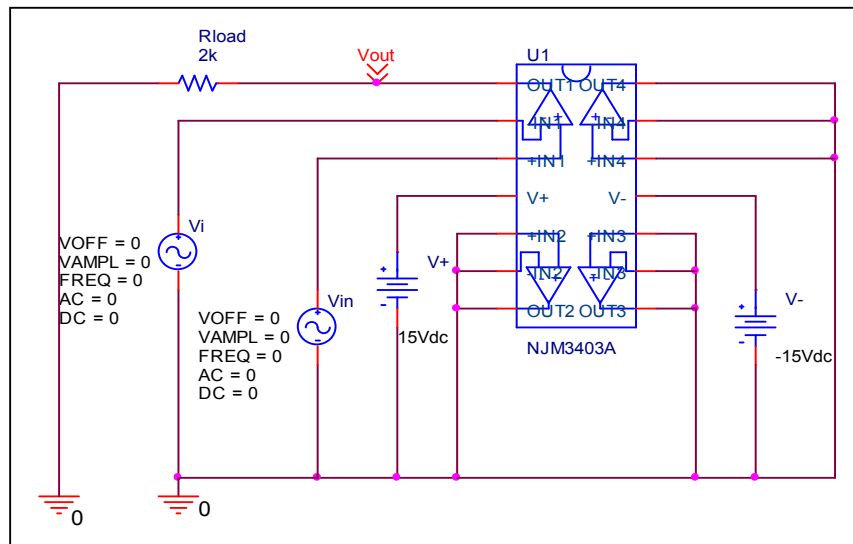 Rload
2k
Vout
U1
OUT1
OUT4
-IN1
-IN4
+IN1
+IN4
V+
V-
+IN2
+IN3
-IN2
-IN3
OUT2
OUT3
NJM3403A
Vi
VOFF = 0
VAMPL = 0
FREQ = 0
AC = 0
DC = 0
Vin
VOFF = 0
VAMPL = 0
FREQ = 0
AC = 0
DC = 0
V+
15Vdc
V-
-15Vdc
0
0